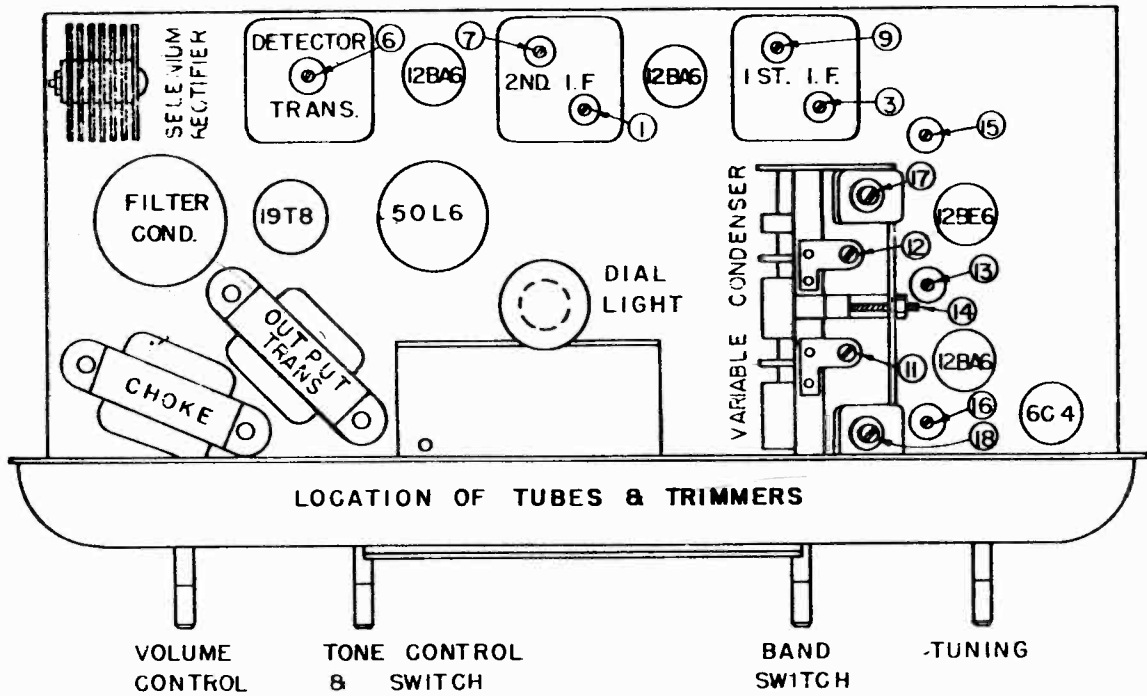 SELENIUM
RECTIFIER
DETECTOR
TRANS.
6
12BA6
7
2ND. I.F
1
12BA6
9
1 ST. I.F.
3
15
FILTER
COND.
19T8
50L6
VARIABLE CONDENSER
17
12BE6
12
13
DIAL
LIGHT
14
OUTPUT
TRANS
CHOKE
11
12BA6
16
6C4
18
LOCATION OF TUBES & TRIMMERS
VOLUME
CONTROL
TONE CONTROL
& SWITCH
BAND
SWITCH
TUNING